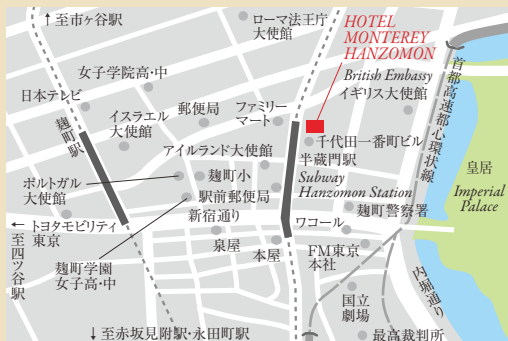 ↑至市ヶ谷駅
ローマ法王庁
大使館
HOTEL
MONTEREY
HANZOMON
女子学院高・中
British Embassy
イギリス大使館
首都高速都心環状線
日本テレビ
麹町駅
イスラエル
大使館
郵便局
ファミリー
マート
千代田一番町ビル
アイルランド大使館
半蔵門駅
Subway
Hanzomon Station
皇居
Imperial
Palace
ポルトガル
大使館
麹町小
駅前郵便局
新宿通り
麹町警察署
ワコール
←
至四ツ谷駅
トヨタモビリティ
東京
泉屋
本屋
FM東京
本社
麹町学園
女子高・中
内堀通り
国立
劇場
↓至赤坂見附駅・永田町駅
最高裁判所